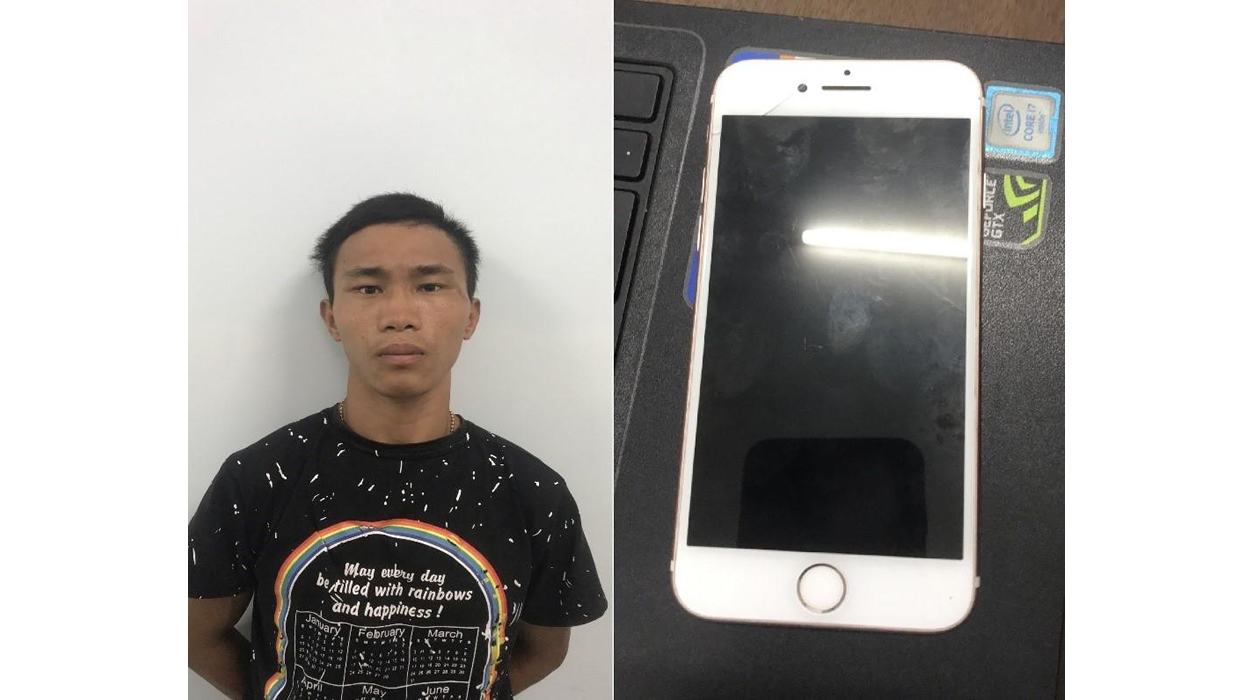 May every day
be filled with rainbows
and happiness !
January February March
April May June
intel
CORE i7
inside
GEFORCE
GTX